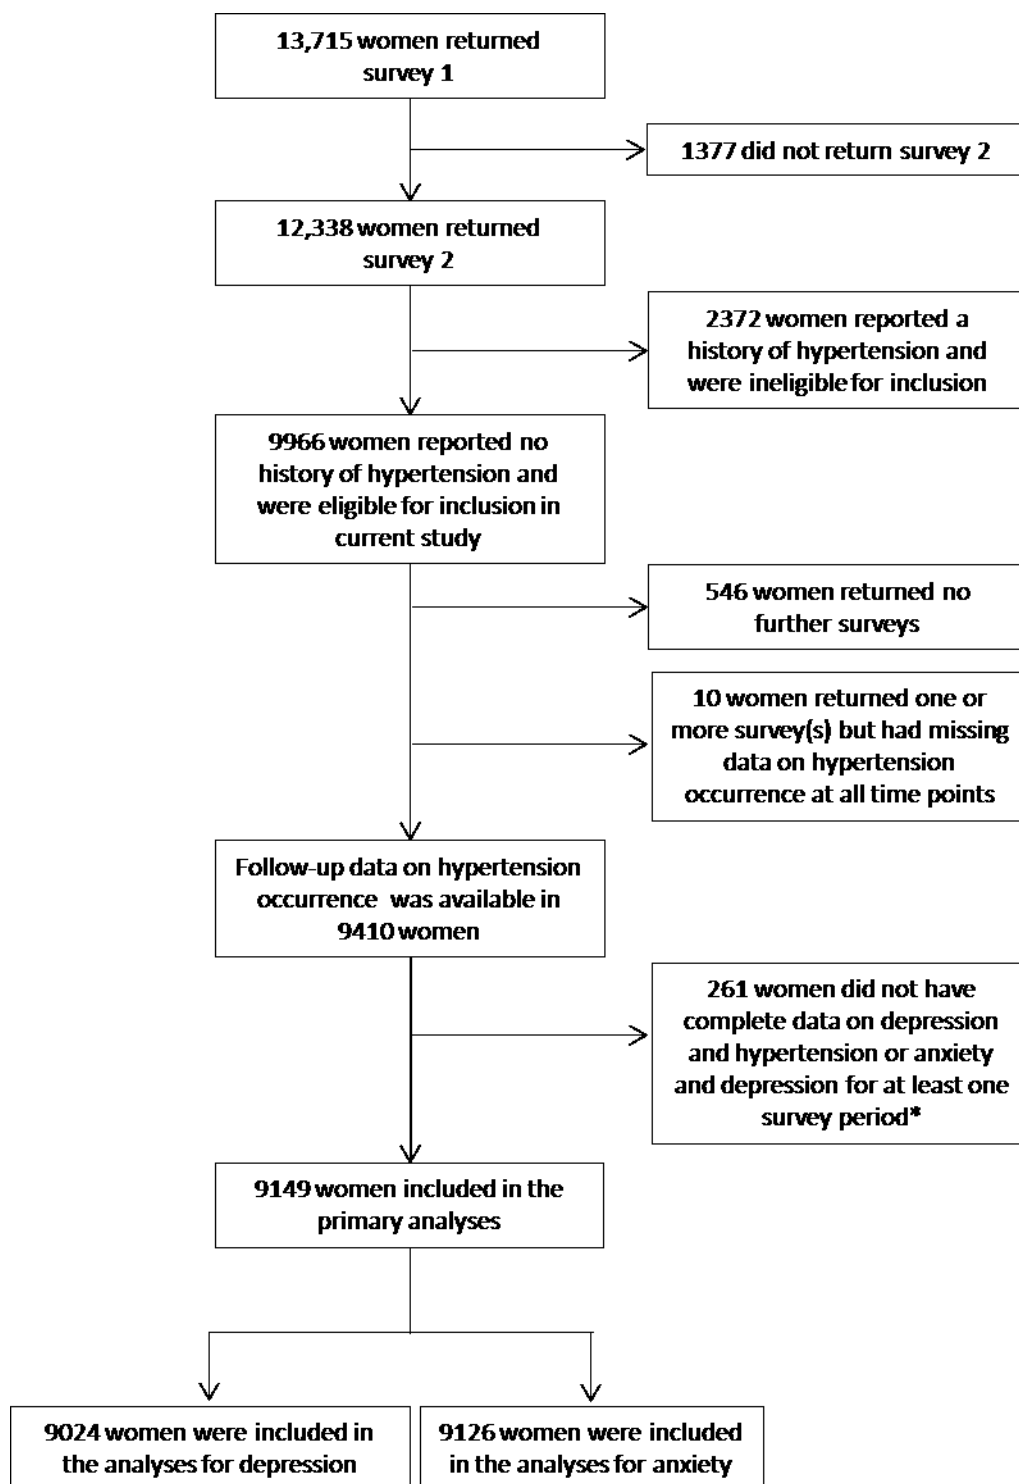 13,715 women returned
survey 1
1377 did not return survey 2
12,338 women returned
survey 2
2372 women reported a
history of hypertension and
were ineligible for inclusion
9966 women reported no
history of hypertension and
were eligible for inclusion in
current study
546 women returned no
further surveys
10 women returned one or
more survey(s) but had missing
data on hypertension
occurrence at all time points
Follow-up data on hypertension
occurrence was available in
9410 women
261 women did not have
complete data on depression
and hypertension or anxiety
and depression for at least one
survey period*
9149 women included in the
primary analyses
9024 women were included in
the analyses for depression
9126 women were included
in the analyses for anxiety